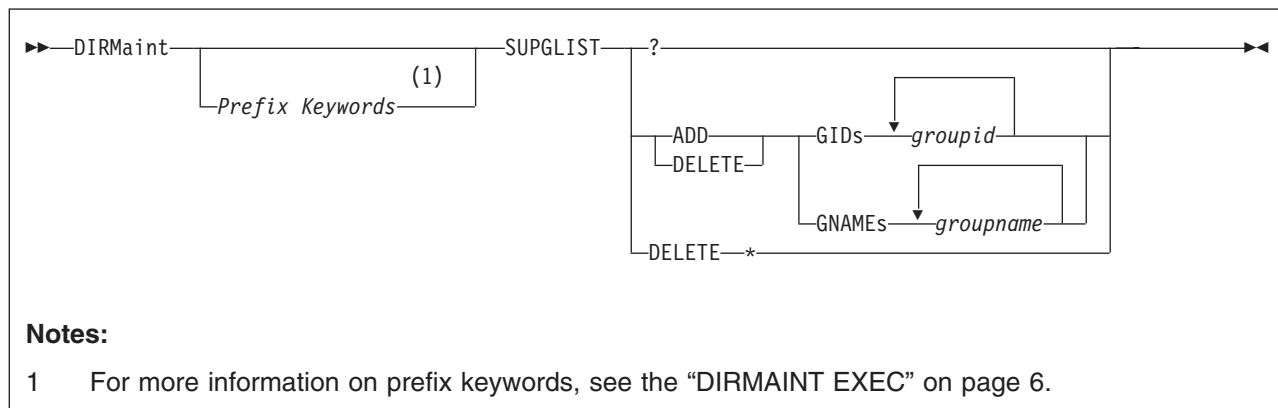 DIRMaint SUPGLIST ?
(1)
Prefix Keywords
ADD GIDs groupid
DELETE
GNAMEs groupname
DELETE *
Notes:
1 For more information on prefix keywords, see the “DIRMAINT EXEC” on page 6.